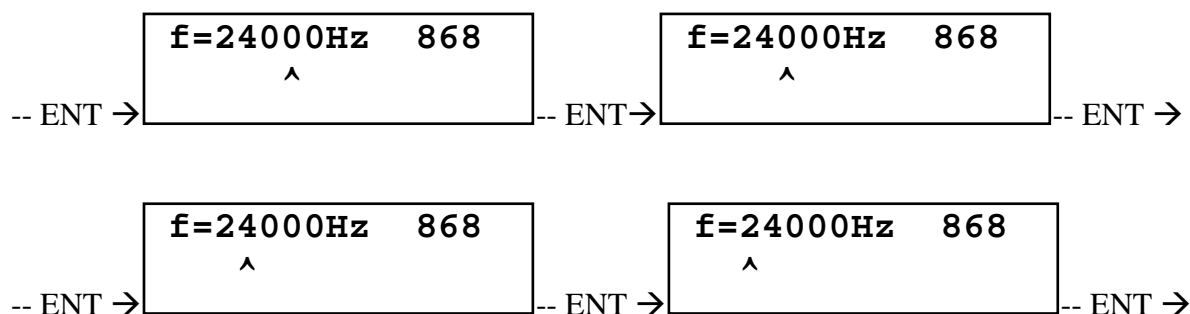 f=24000Hz 868
^
f=24000Hz 868
^
-- ENT → -- ENT→ -- ENT →
f=24000Hz 868
^
f=24000Hz 868
^
-- ENT → -- ENT → -- ENT →